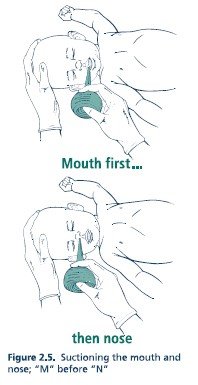 Mouth first...
then nose
Figure 2.5. Suctioning the mouth and
nose; “M” before “N”